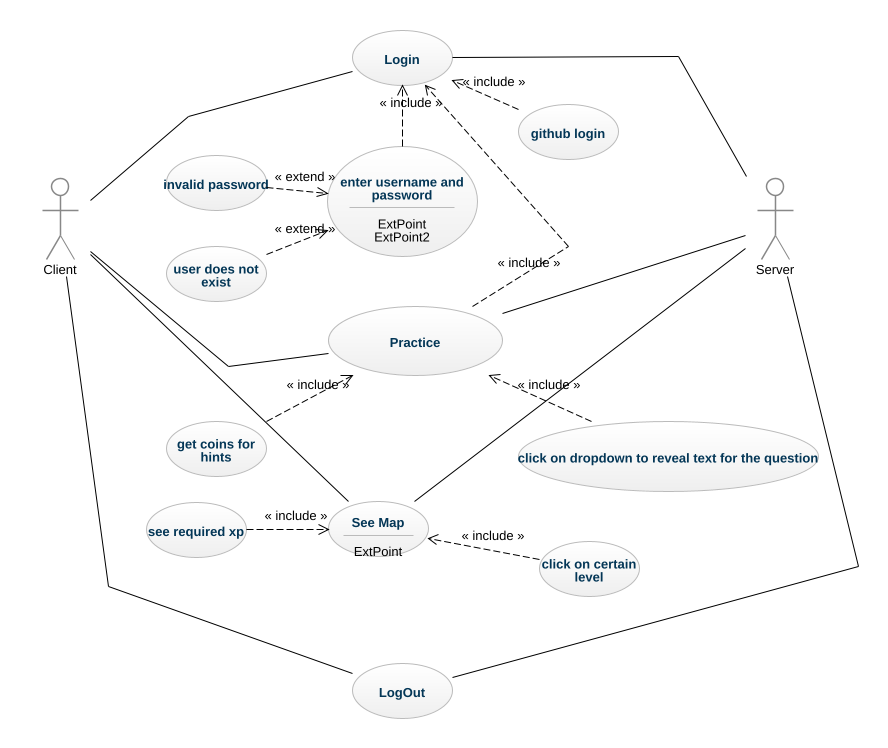 Login
« include »
« include »
github login
invalid password
« extend »
enter username and
password
ExtPoint
ExtPoint2
« extend »
user does not
exist
Client
Server
« include »
Practice
« include »
« include »
get coins for
hints
click on dropdown to reveal text for the question
see required xp
« include »
See Map
ExtPoint
« include »
click on certain
level
LogOut